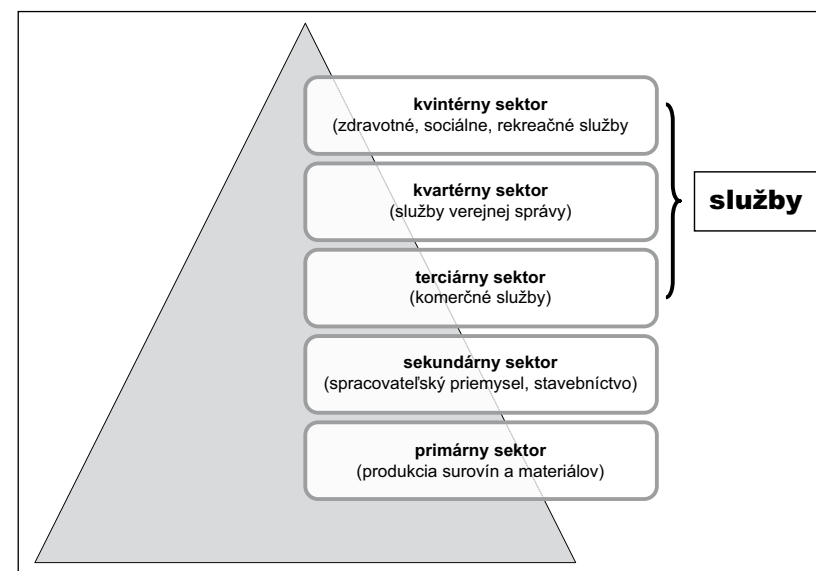 kvintérny sektor
(zdravotné, sociálne, rekreačné služby
kvartérny sektor
(služby verejnej správy)
terciárny sektor
(komerčné služby)
sekundárny sektor
(spracovateľský priemysel, stavebníctvo)
primárny sektor
(produkcia surovín a materiálov)
služby